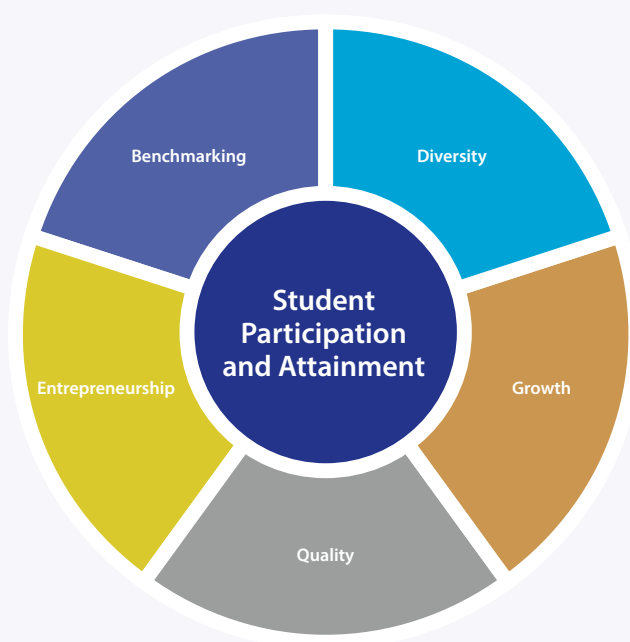 Benchmarking
Diversity
Student
Participation
and Attainment
Entrepreneurship
Growth
Quality